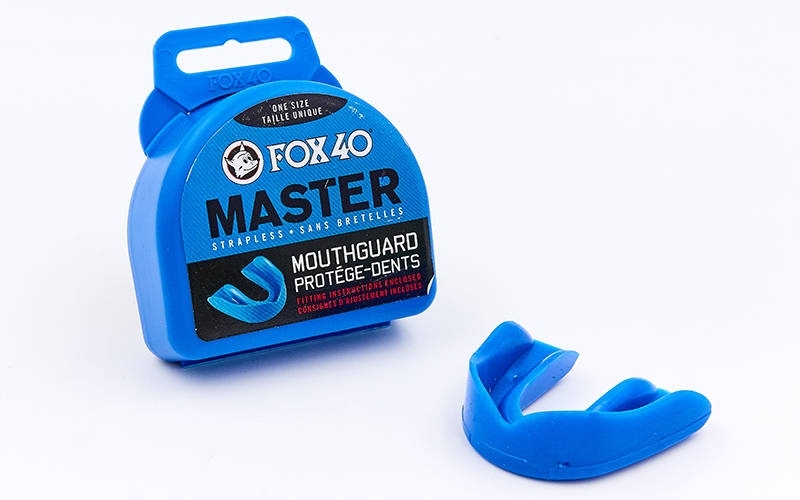 FOX 40
ONE SIZE
TAILLE UNIQUE
FOX 40®
MASTER
STRAPLESS • SANS BRETELLES
MOUTHGUARD
PROTÉGE-DENTS
FITTING INSTRUCTIONS ENCLOSED
CONSIGNES D'AJUSTEMENT INCLUSES